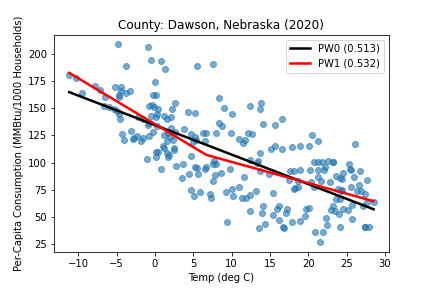 County: Dawson, Nebraska (2020)
Per-Capita Consumption (MMBtu/1000 Households)
200
175
150
125
100
75
50
25
PW0 (0.513)
PW1 (0.532)
−10 −5 0 5 10 15 20 25 30
Temp (deg C)